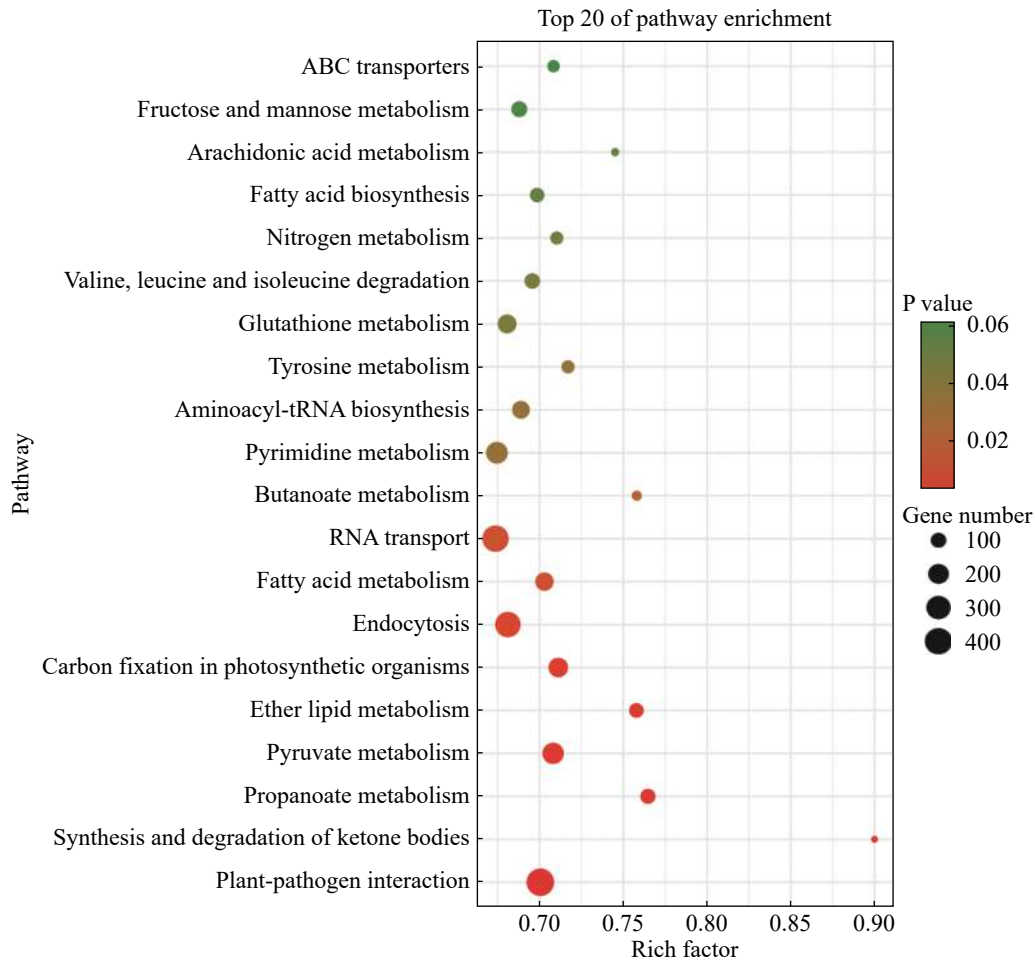 Top 20 of pathway enrichment
ABC transporters
Fructose and mannose metabolism
Arachidonic acid metabolism
Fatty acid biosynthesis
Nitrogen metabolism
Valine, leucine and isoleucine degradation
Glutathione metabolism
Tyrosine metabolism
Aminoacyl-tRNA biosynthesis
Pyrimidine metabolism
Butanoate metabolism
RNA transport
Fatty acid metabolism
Endocytosis
Carbon fixation in photosynthetic organisms
Ether lipid metabolism
Pyruvate metabolism
Propanoate metabolism
Synthesis and degradation of ketone bodies
Plant-pathogen interaction
Pathway
0.70 0.75 0.80 0.85 0.90
Rich factor
P value
0.06
0.04
0.02
Gene number
100
200
300
400